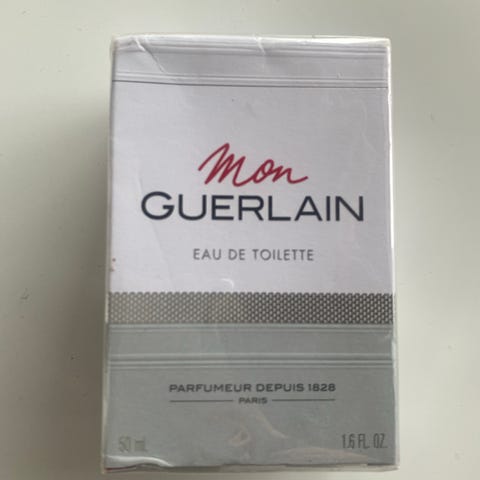 Mon
GUERLAIN
EAU DE TOILETTE
PARFUMEUR DEPUIS 1828
PARIS
50 mL 1.6 FL. OZ.